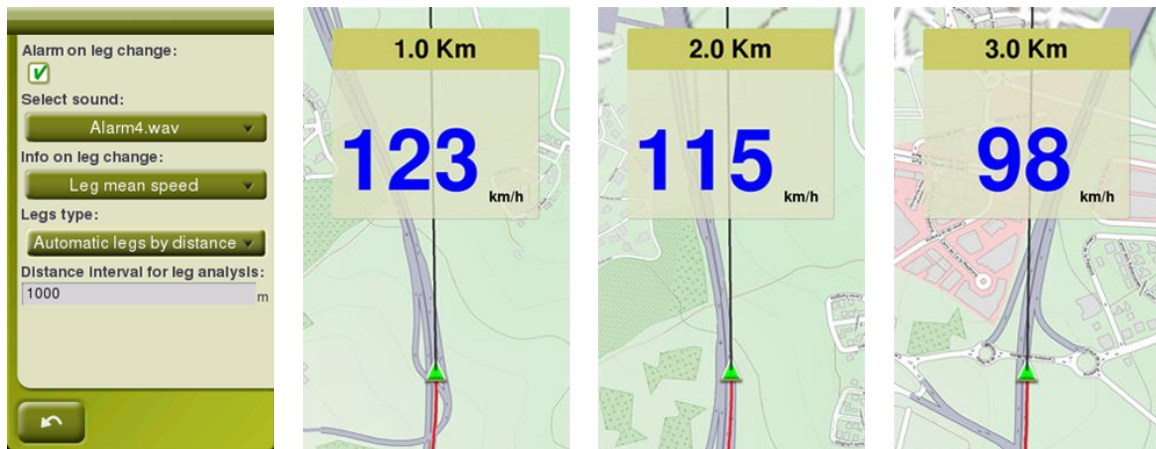 Alarm on leg change:
Select sound:
Alarm4.wav
Info on leg change:
Leg mean speed
Legs type:
Automatic legs by distance
Distance interval for leg analysis:
1000
m
1.0 Km
123
km/h
2.0 Km
115
km/h
3.0 Km
98
km/h